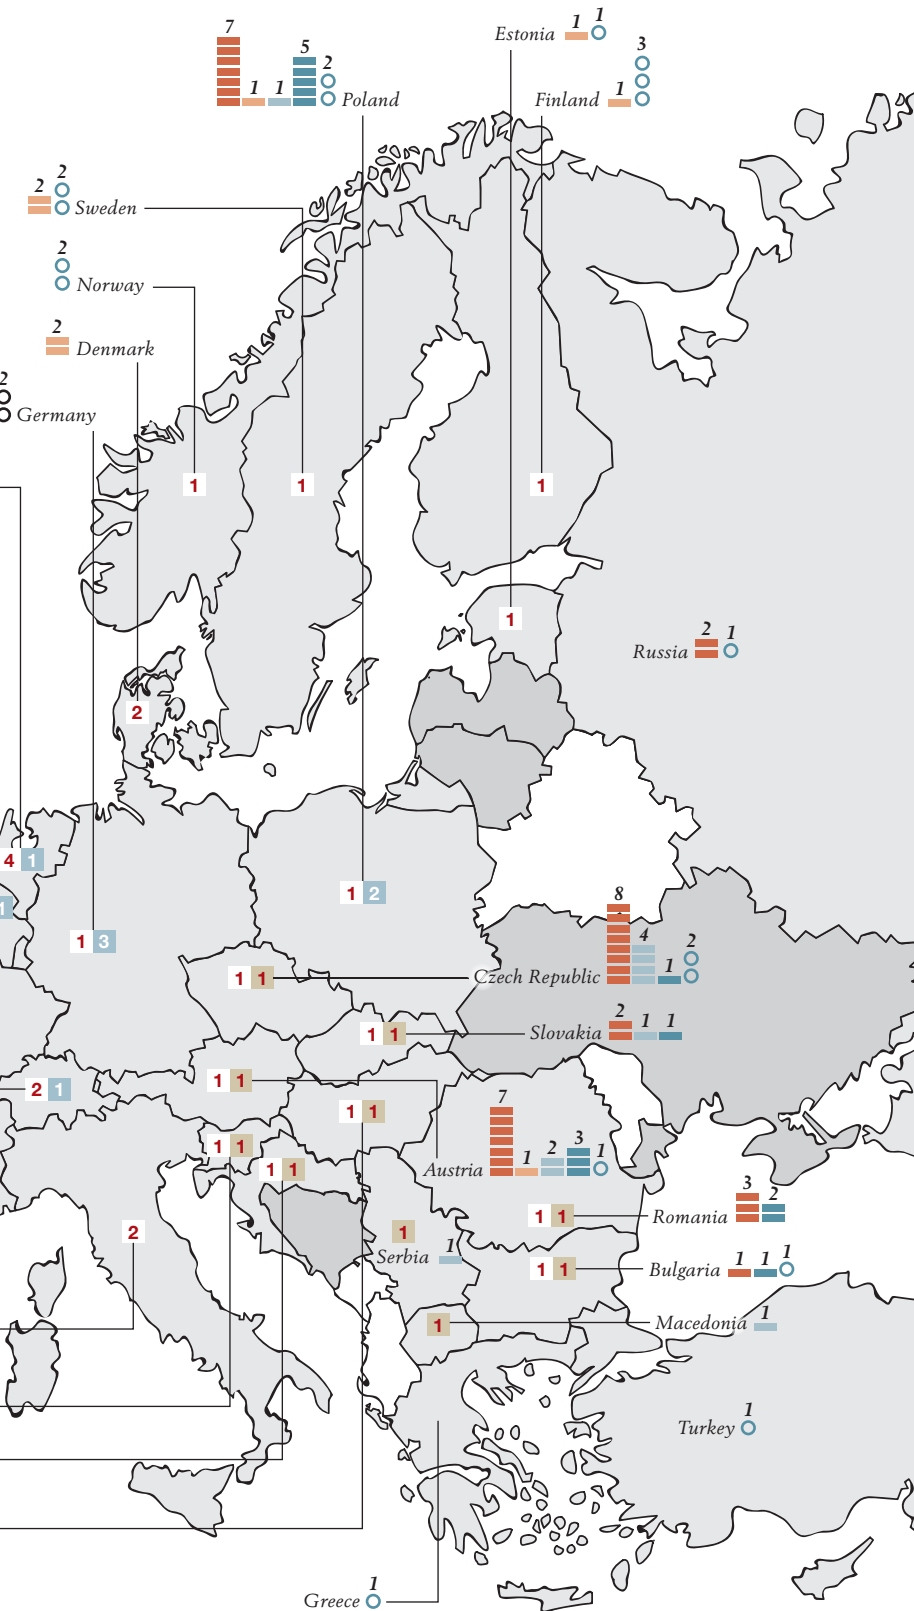 1
Estonia 1
7
5
2
1 1
Poland
3
Finland 1
2
2
Sweden
2
Norway
2
Denmark
2
Germany
1
1
1
1
Russia 2 1
2
4 1
1
1 2
1 3
8
4
2
1
1 1
Czech Republic
1 1
Slovakia 2 1 1
2 1
1 1
1 1
7
1
2
3
1
Austria
1 1
1 1
1 1
Romania 3 2
2
1
Serbia 1
1 1
Bulgaria 1 1 1
1
Macedonia 1
Turkey 1
Greece 1